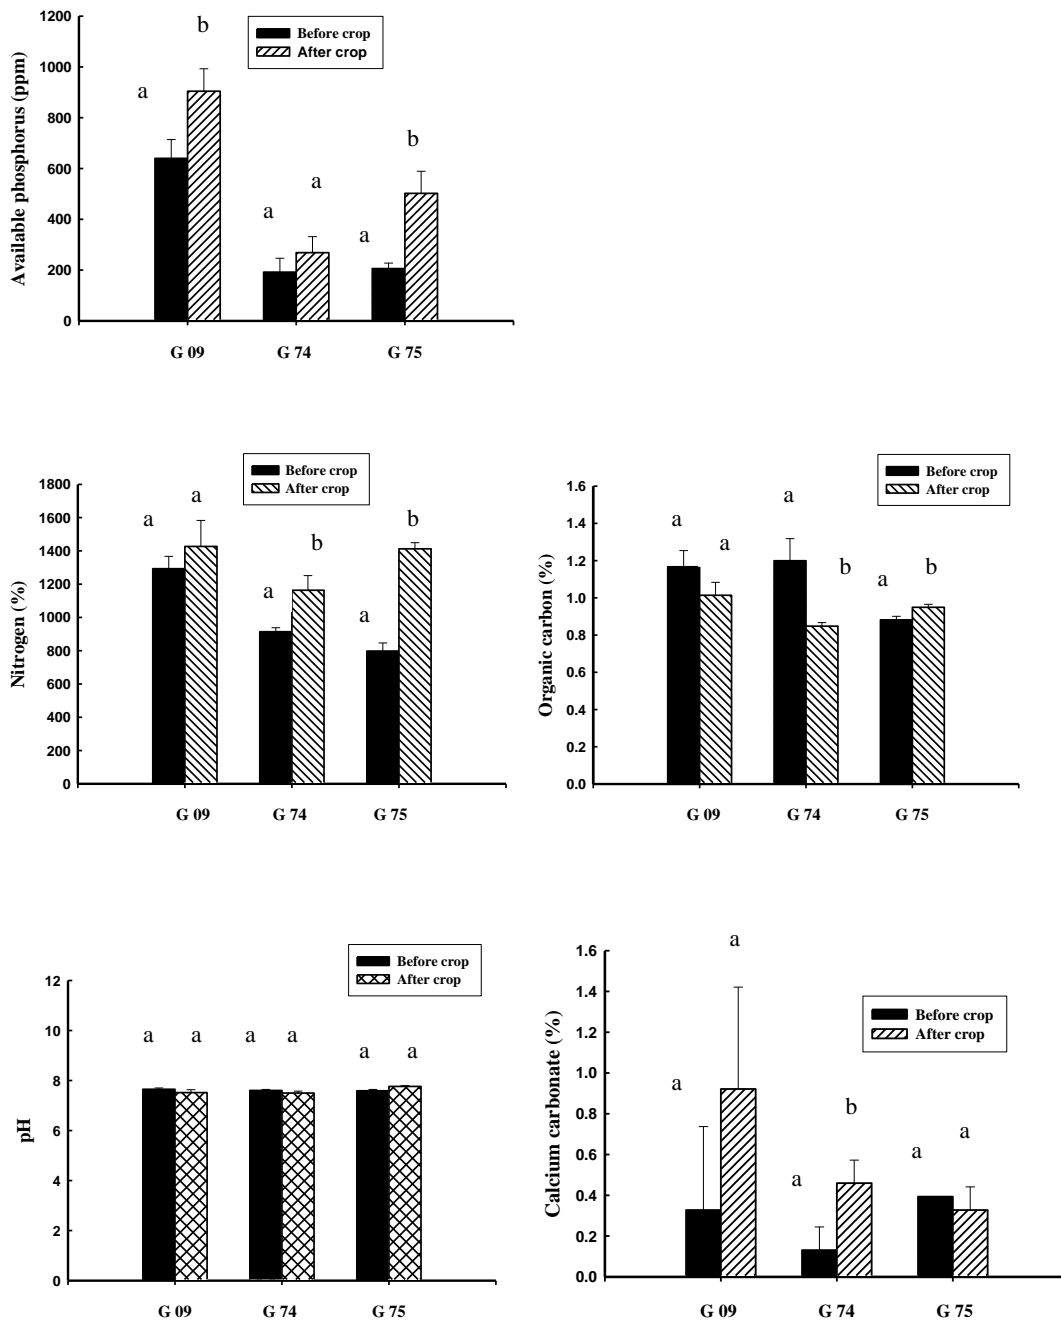 Available phosphorus (ppm)
1200
1000
800
600
400
200
0
Before crop
After crop
a
b
a
a
a
b
G 09
G 74
G 75
Nitrogen (%)
1800
1600
1400
1200
1000
800
600
400
200
0
Before crop
After crop
a
a
a
b
a
b
G 09
G 74
G 75
Organic carbon (%)
1.6
1.4
1.2
1.0
0.8
0.6
0.4
0.2
0.0
Before crop
After crop
a
a
a
b
a
b
G 09
G 74
G 75
pH
12
10
8
6
4
2
0
Before crop
After crop
a
a
a
a
a
a
G 09
G 74
G 75
Calcium carbonate (%)
1.6
1.4
1.2
1.0
0.8
0.6
0.4
0.2
0.0
Before crop
After crop
a
a
a
b
a
a
G 09
G 74
G 75